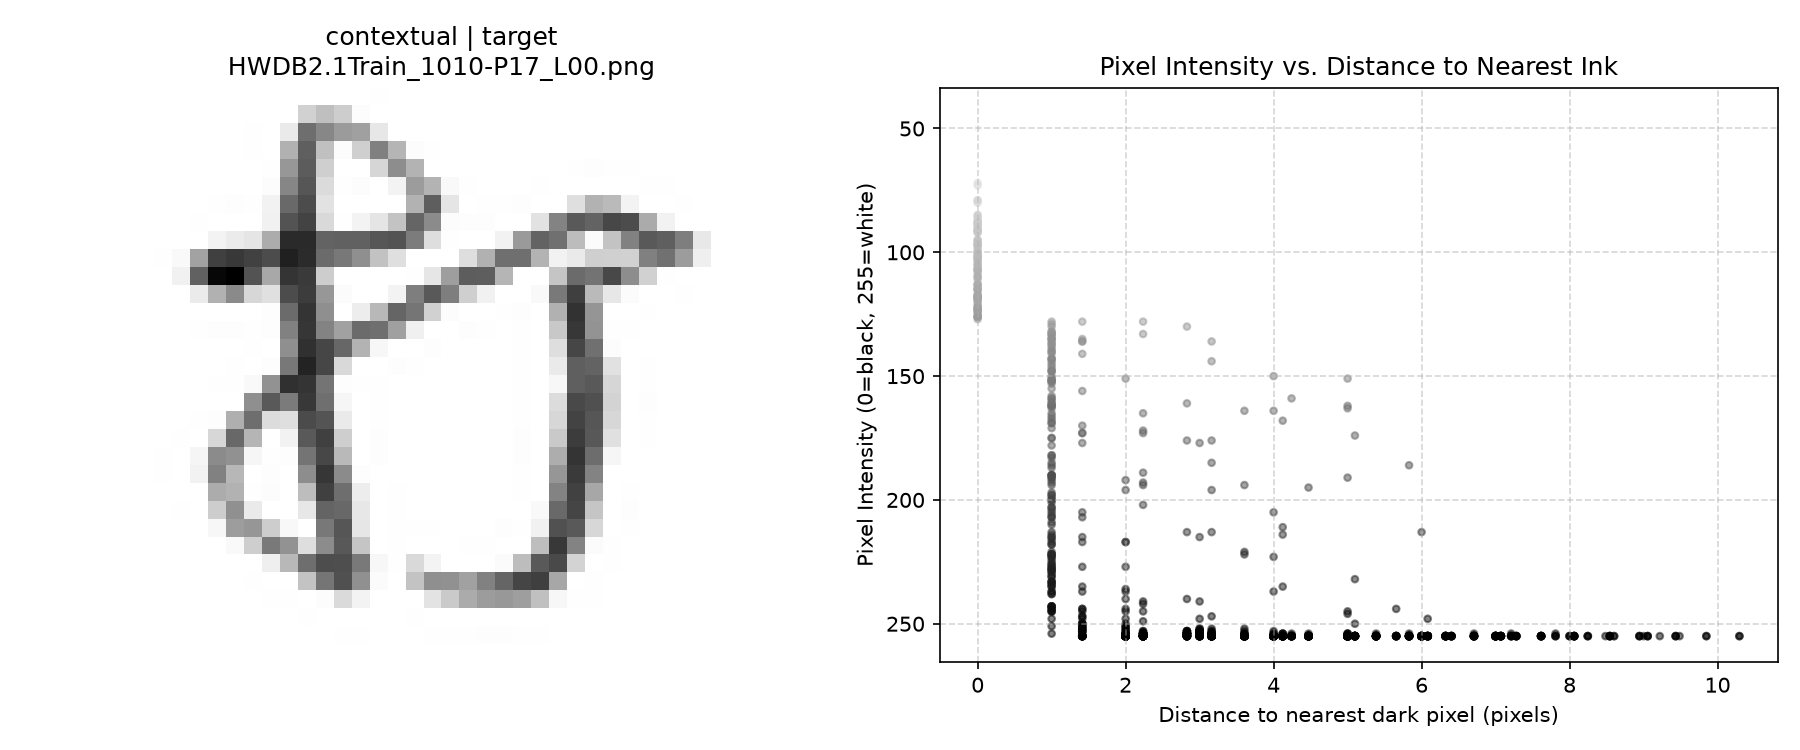 contextual | target
HWDB2.1Train_1010-P17_L00.png
打
Pixel Intensity vs. Distance to Nearest Ink
Pixel Intensity (0=black, 255=white)
50
100
150
200
250
0 2 4 6 8 10
Distance to nearest dark pixel (pixels)